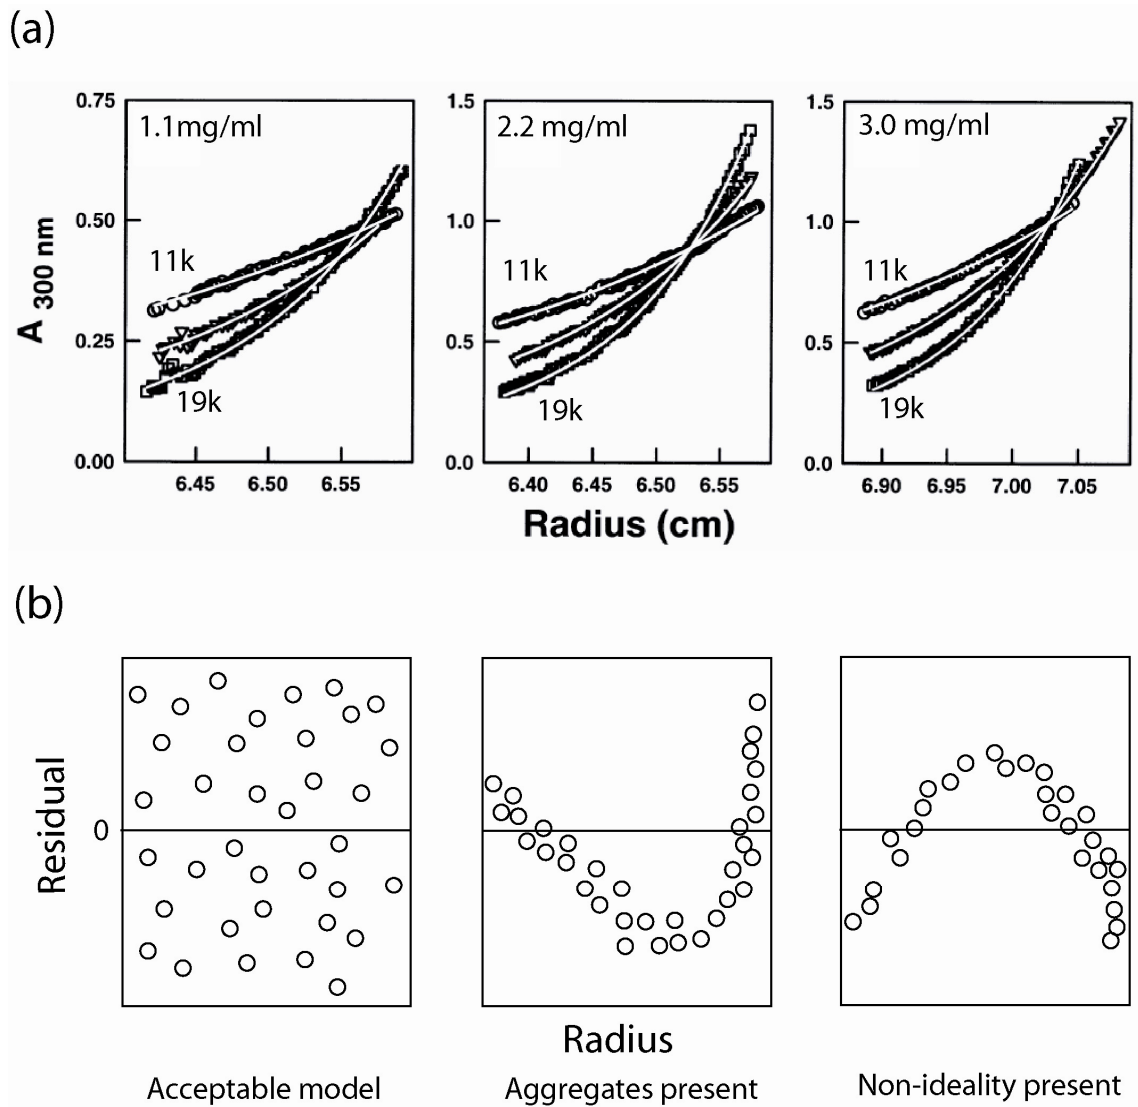 (a)
0.75
0.50
0.25
0.00
A 300 nm
1.1mg/ml
11k
19k
6.45 6.50 6.55
1.5
1.0
0.5
0.0
2.2 mg/ml
11k
19k
6.40 6.45 6.50 6.55
1.5
1.0
0.5
0.0
3.0 mg/ml
11k
19k
6.90 6.95 7.00 7.05
Radius (cm)
(b)
Residual
0
Radius
Acceptable model
Aggregates present
Non-ideality present